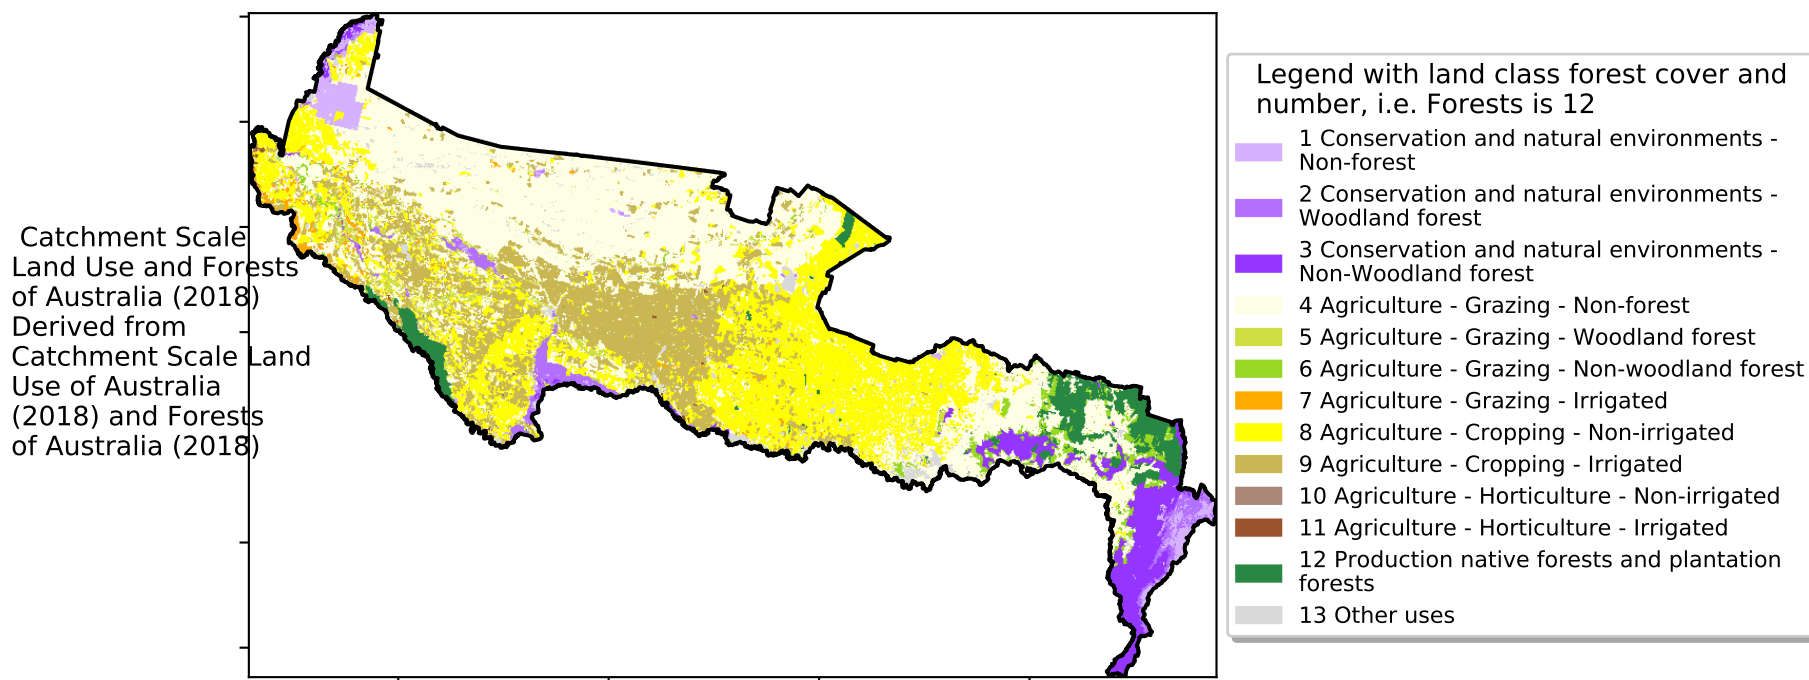 Catchment Scale
Land Use and Forests
of Australia (2018)
Derived from
Catchment Scale Land
Use of Australia
(2018) and Forests
of Australia (2018)
Legend with land class forest cover and
number, i.e. Forests is 12
1 Conservation and natural environments -
Non-forest
2 Conservation and natural environments -
Woodland forest
3 Conservation and natural environments -
Non-Woodland forest
4 Agriculture - Grazing - Non-forest
5 Agriculture - Grazing - Woodland forest
6 Agriculture - Grazing - Non-woodland forest
7 Agriculture - Grazing - Irrigated
8 Agriculture - Cropping - Non-irrigated
9 Agriculture - Cropping - Irrigated
10 Agriculture - Horticulture - Non-irrigated
11 Agriculture - Horticulture - Irrigated
12 Production native forests and plantation
forests
13 Other uses